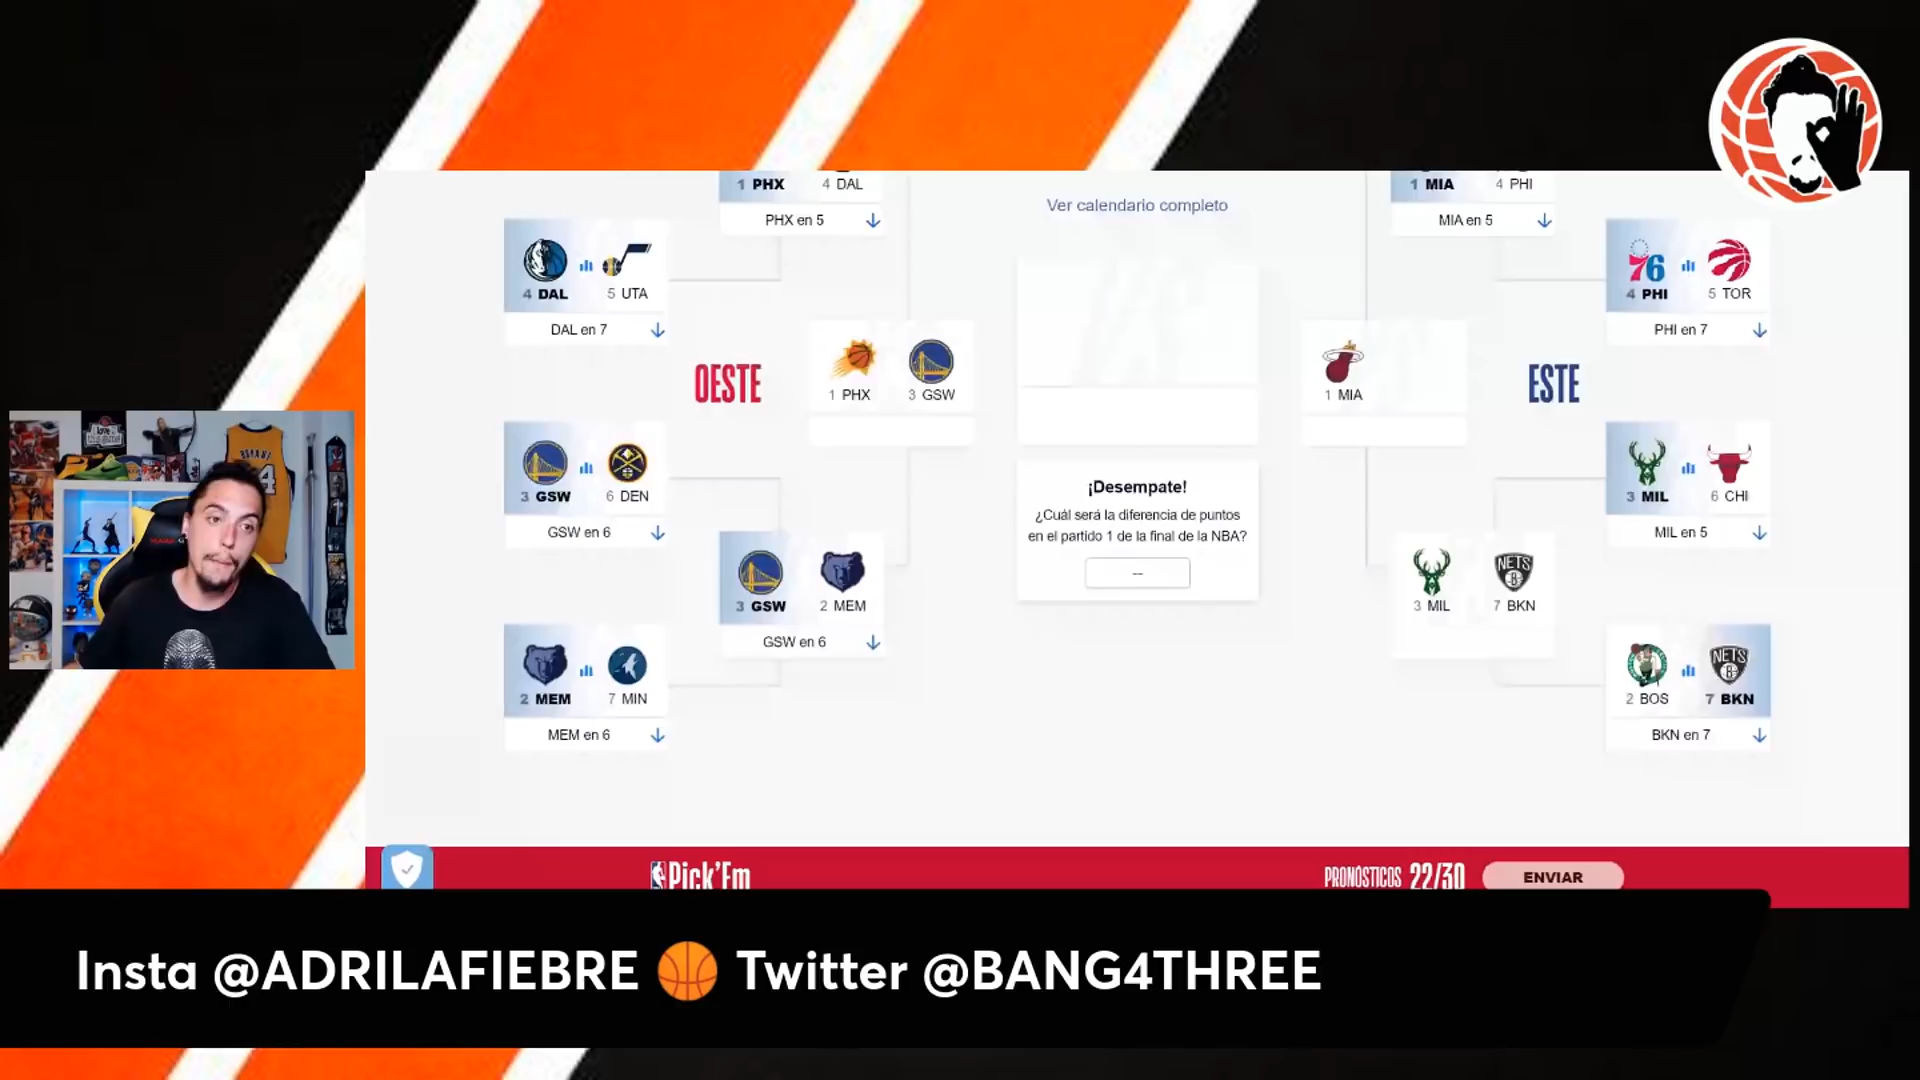 1 PHX 4 DAL
PHX en 5
Ver calendario completo
1 MIA 4 PHI
MIA en 5
4 DAL 5 UTA
DAL en 7
76
4 PHI 5 TOR
PHI en 7
OESTE
1 PHX 3 GSW
1 MIA
ESTE
3 GSW 6 DEN
GSW en 6
3 MIL 6 CHI
MIL en 5
¡Desempate!
¿Cuál será la diferencia de puntos
en el partido 1 de la final de la NBA?
--
3 GSW 2 MEM
GSW en 6
NETS
B
3 MIL 7 BKN
2 MEM 7 MIN
MEM en 6
NETS
B
2 BOS 7 BKN
BKN en 7
Pick'Em
PRONÓSTICOS 22/30
ENVIAR
Insta @ADRILAFIEBRE 🏀 Twitter @BANG4THREE